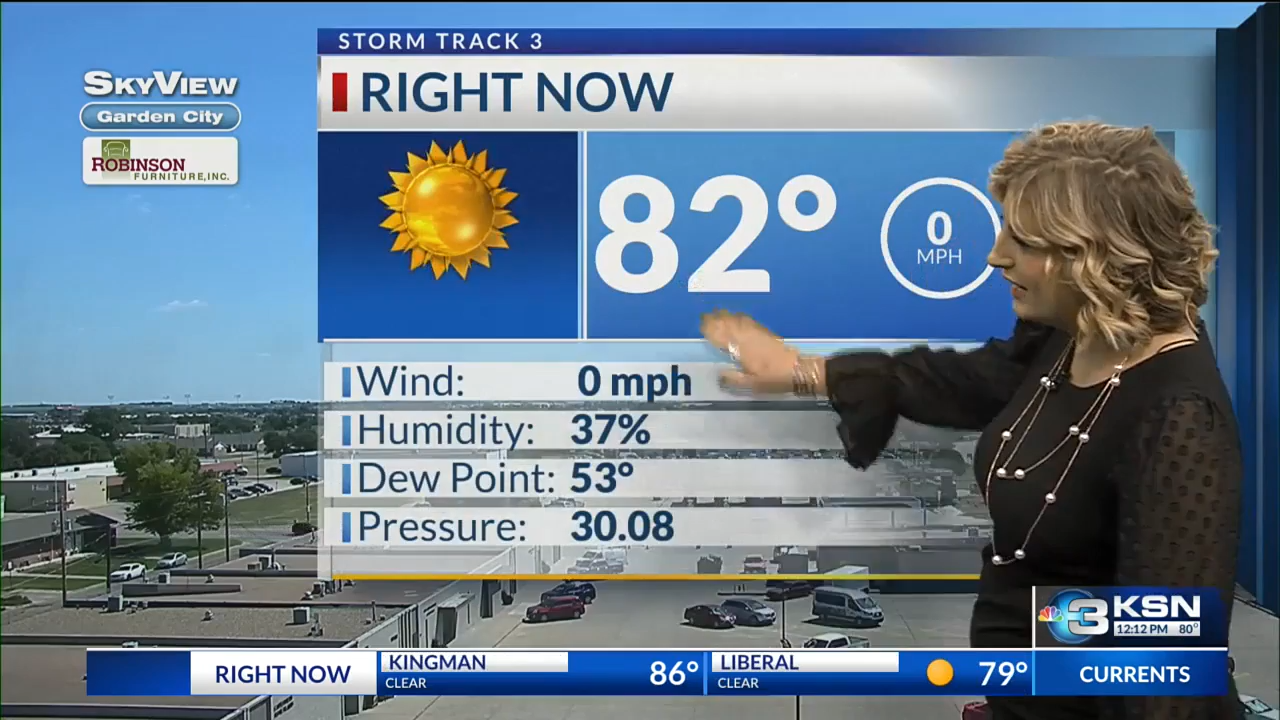 STORM TRACK 3
RIGHT NOW
SKYVIEW
Garden City
ROBINSON
FURNITURE, INC.
82°
0
MPH
Wind: 0 mph
Humidity: 37%
Dew Point: 53°
Pressure: 30.08
3 KSN
12:12 PM 80°
RIGHT NOW
KINGMAN
CLEAR
86°
LIBERAL
CLEAR
79°
CURRENTS